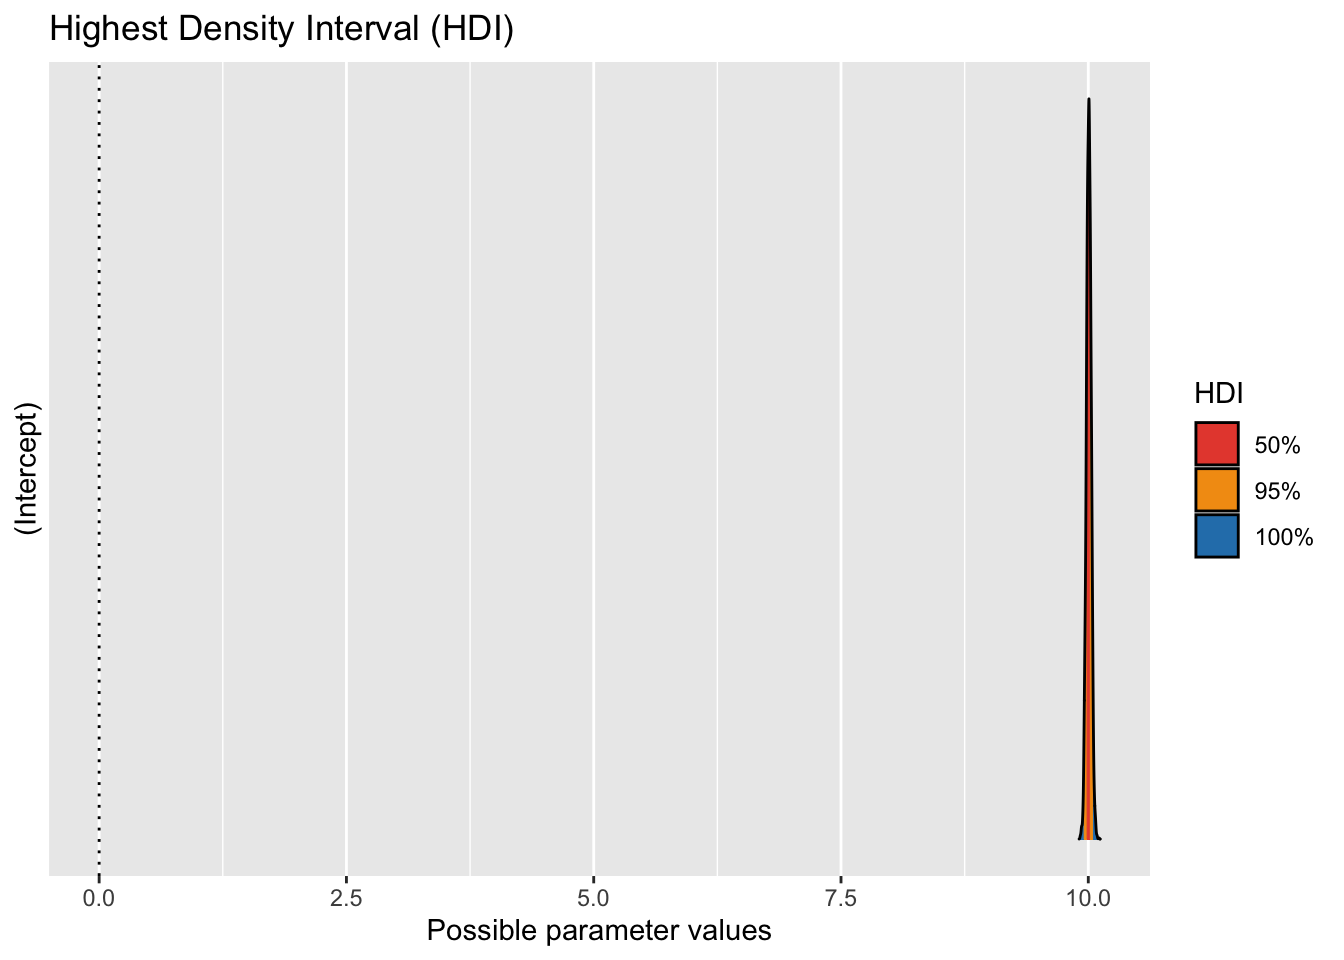 Highest Density Interval (HDI)
(Intercept)
HDI
50%
95%
100%
0.0 2.5 5.0 7.5 10.0
Possible parameter values